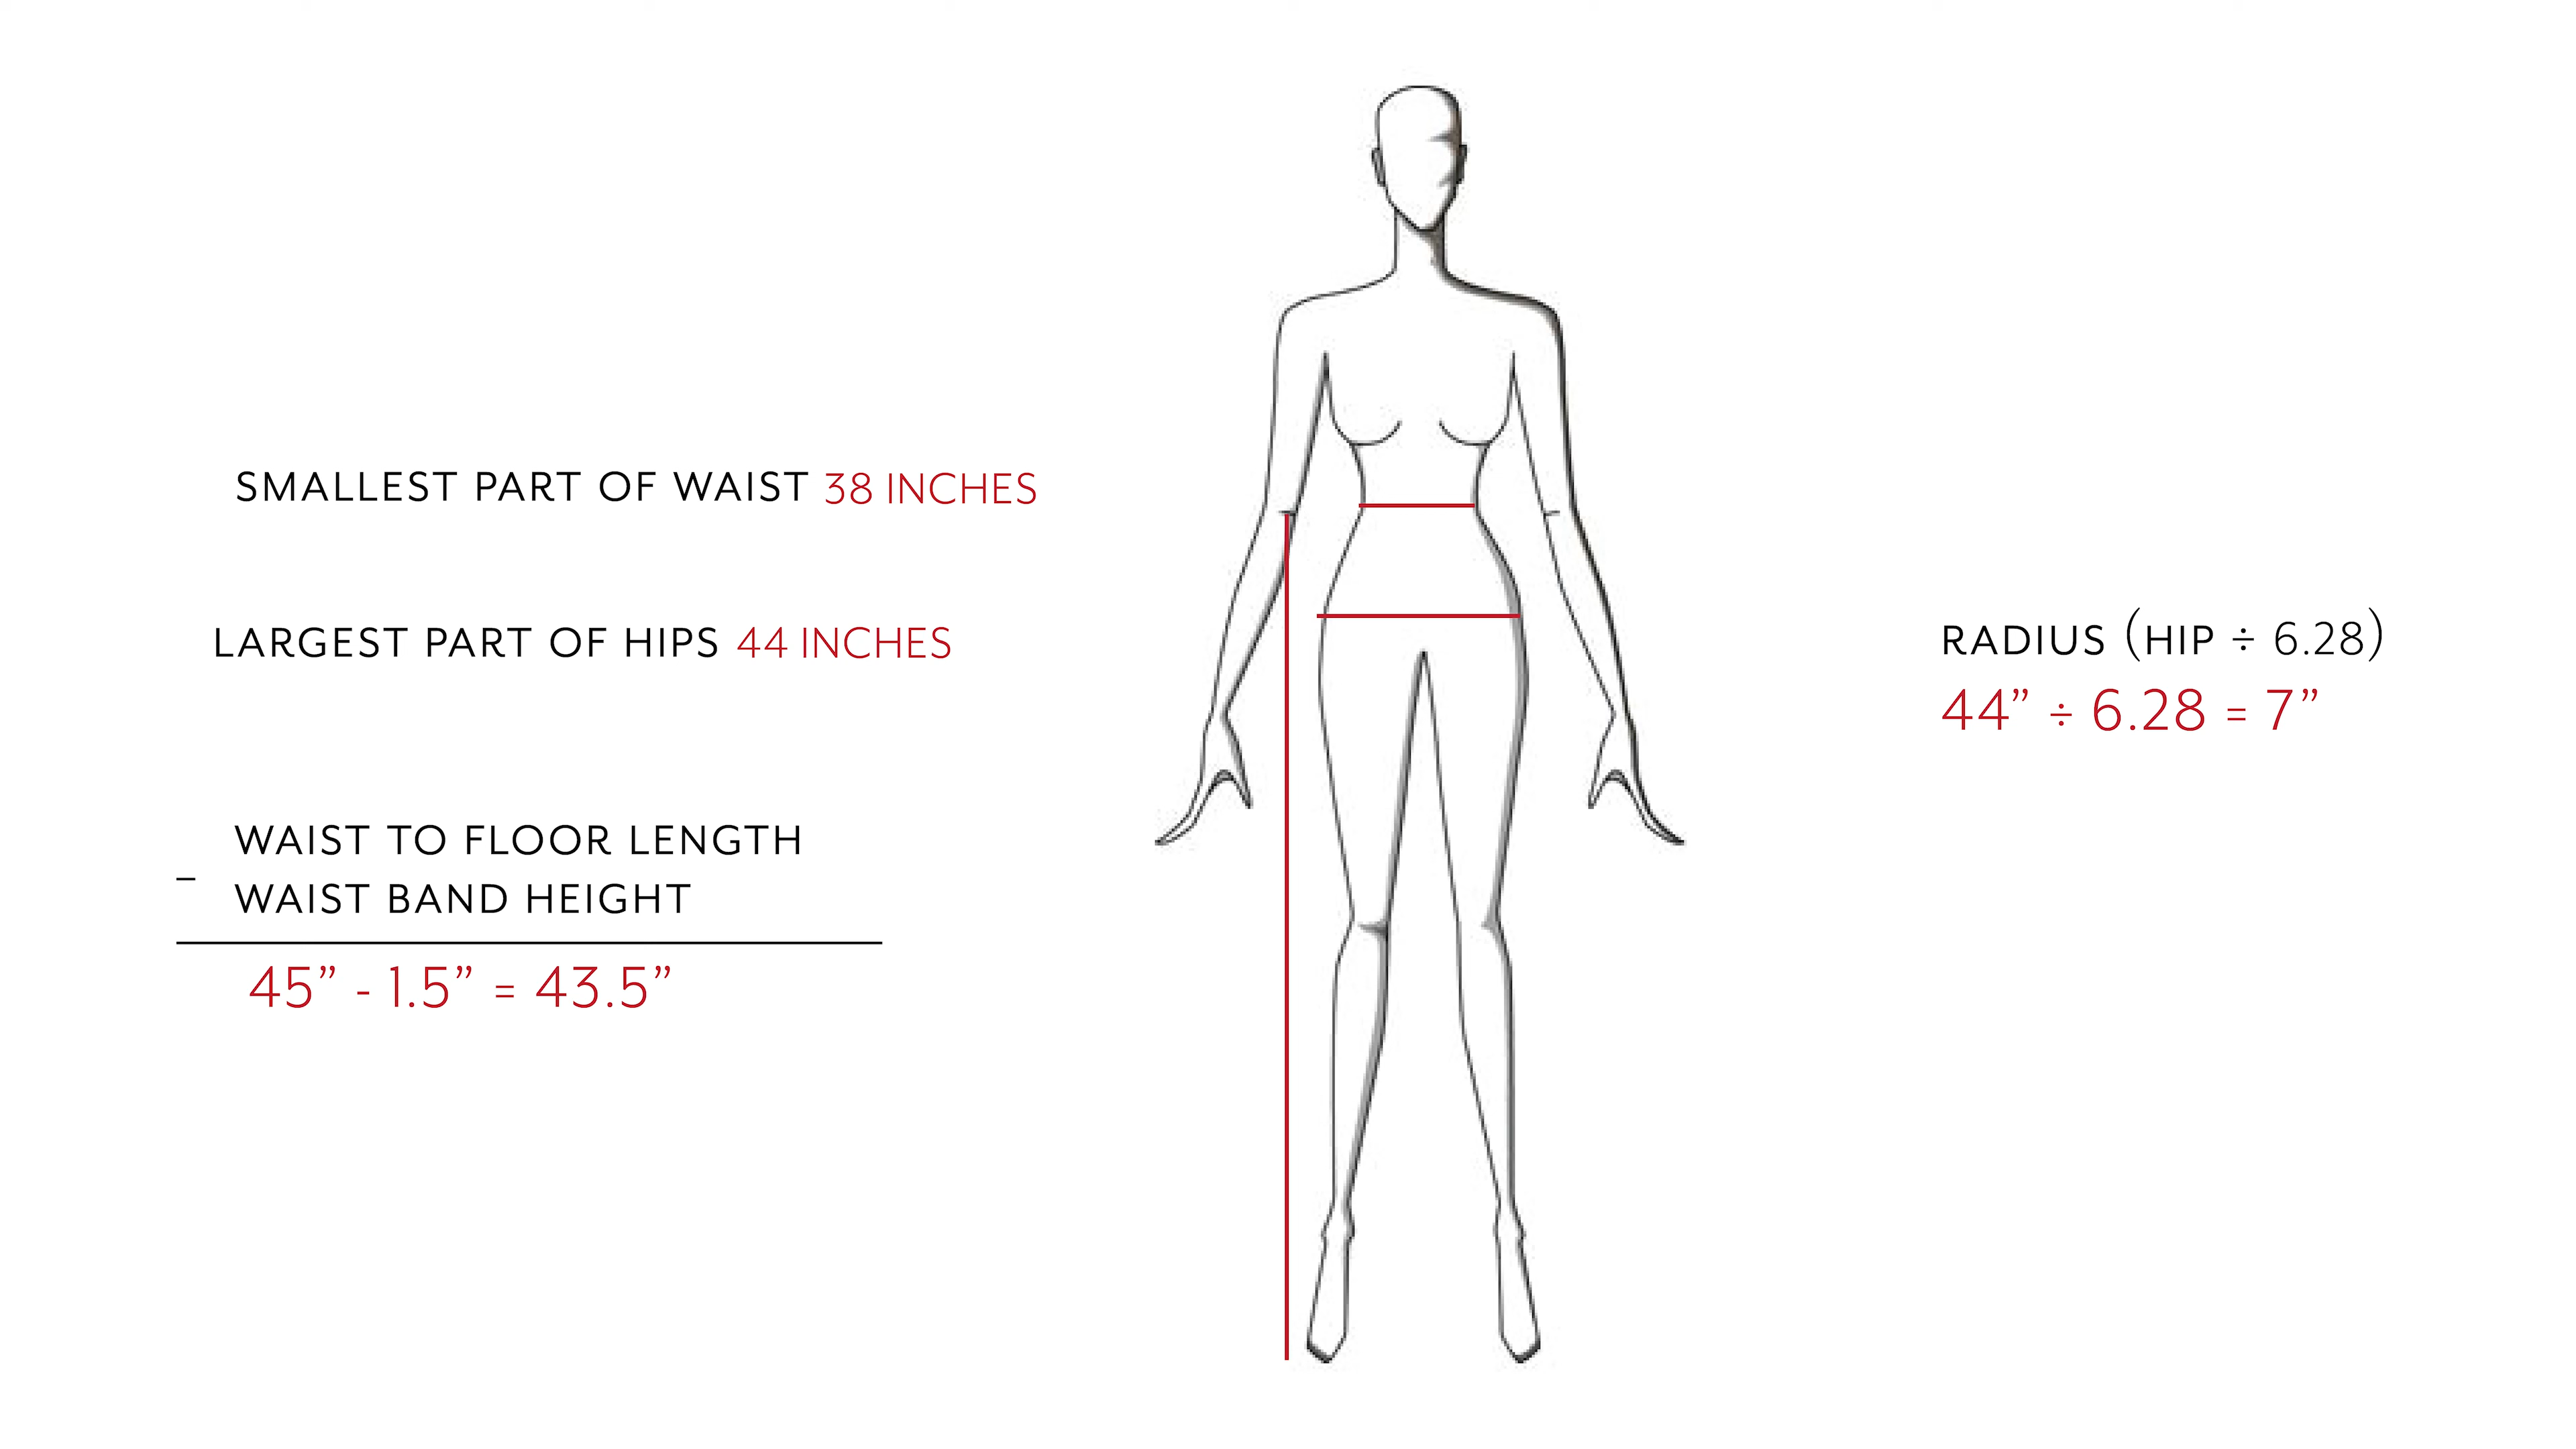 SMALLEST PART OF WAIST 38 INCHES
LARGEST PART OF HIPS 44 INCHES
WAIST TO FLOOR LENGTH
– WAIST BAND HEIGHT
45” - 1.5” = 43.5”
RADIUS (HIP ÷ 6.28)
44” ÷ 6.28 = 7”